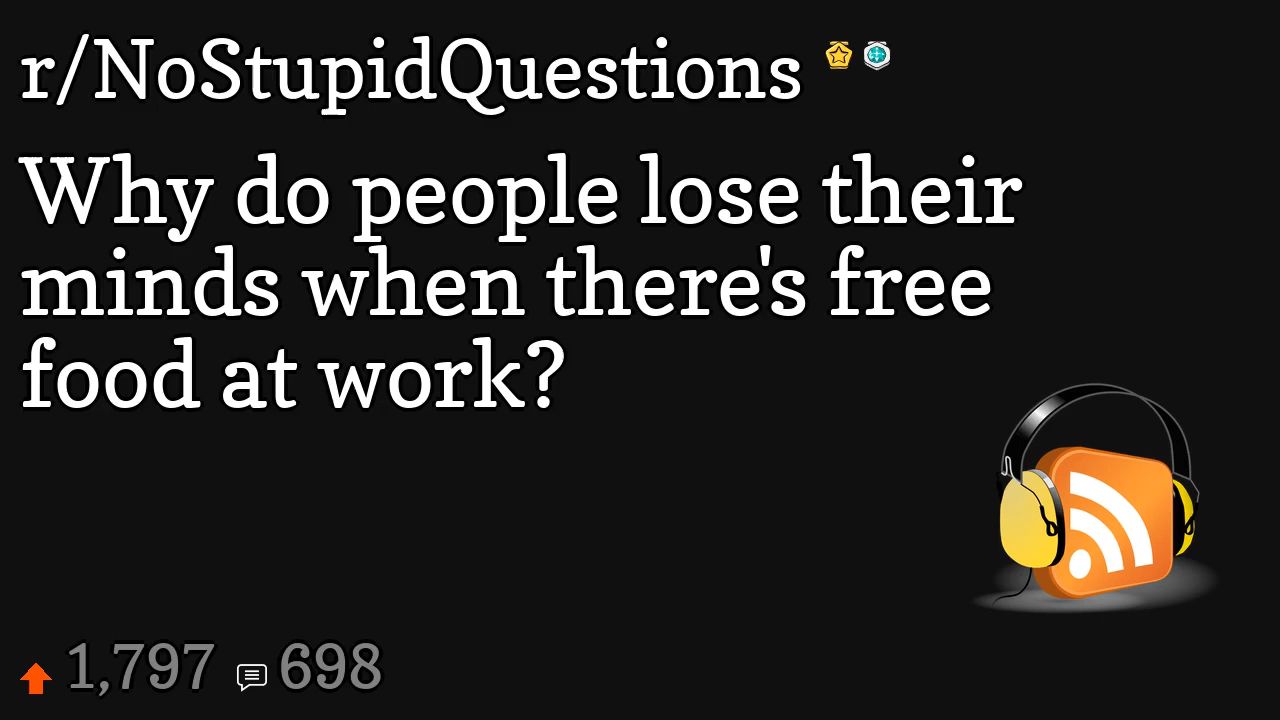 r/NoStupidQuestions
Why do people lose their
minds when there's free
food at work?
1,797 698